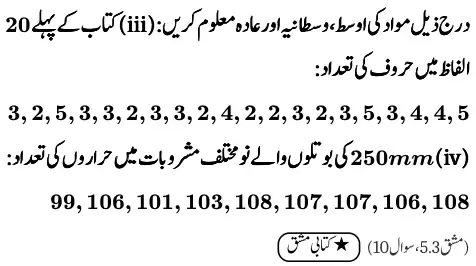 درج ذیل مواد کی اوسط، وسطانیہ اور عادہ معلوم کریں: (iii) کتاب کے پہلے 20
الفاظ میں حروف کی تعداد:
3, 2, 5, 3, 3, 2, 3, 3, 2, 4, 2, 2, 3, 2, 3, 5, 3, 4, 4, 5
(iv) 250mm کی بوتلوں والے نو مختلف مشروبات میں حراروں کی تعداد:
99, 106, 101, 103, 108, 107, 107, 106, 108
(مشق 5.3، سوال 10) ★ کتابی مشق